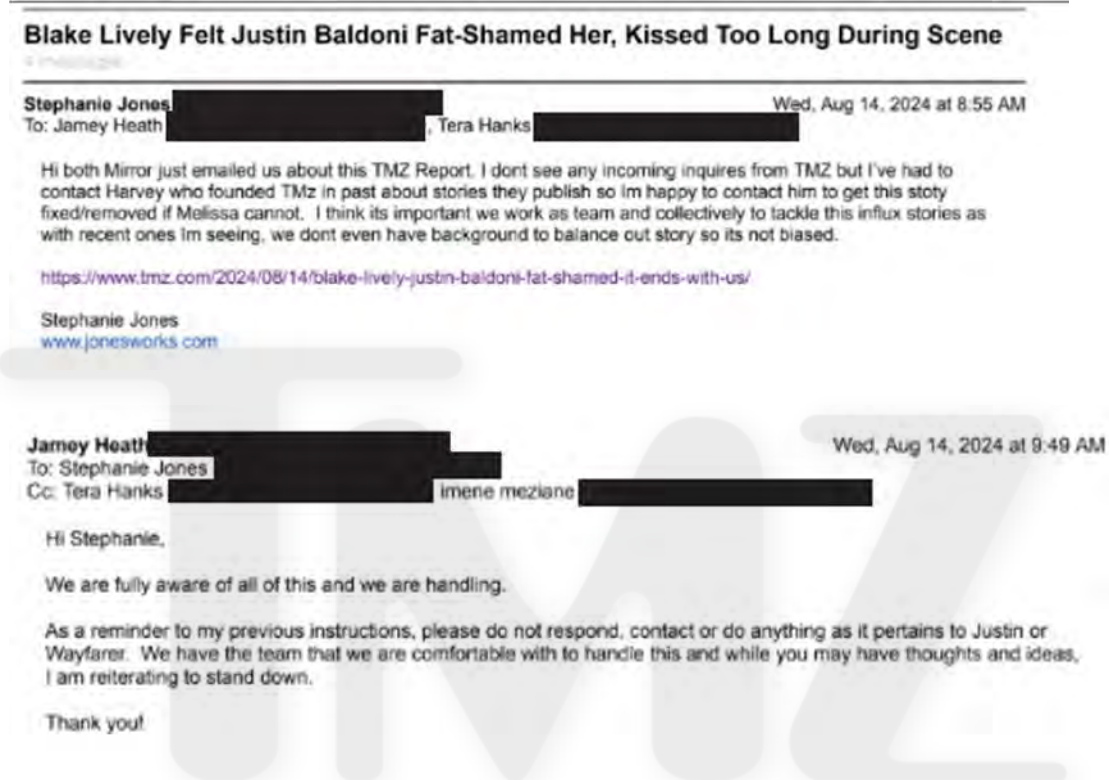 Blake Lively Felt Justin Baldoni Fat-Shamed Her, Kissed Too Long During Scene
4 messages
Stephanie Jones Wed, Aug 14, 2024 at 8:55 AM
To: Jamey Heath , Tera Hanks
Hi both Mirror just emailed us about this TMZ Report. I dont see any incoming inquires from TMZ but I've had to
contact Harvey who founded TMz in past about stories they publish so Im happy to contact him to get this stoty
fixed/removed if Melissa cannot. I think its important we work as team and collectively to tackle this influx stories as
with recent ones Im seeing, we dont even have background to balance out story so its not biased.
https://www.tmz.com/2024/08/14/blake-lively-justin-baldoni-fat-shamed-it-ends-with-us/
Stephanie Jones
www.jonesworks.com
Jamey Heath Wed, Aug 14, 2024 at 9:49 AM
To: Stephanie Jones
Cc: Tera Hanks imene meziane
Hi Stephanie,
We are fully aware of all of this and we are handling.
As a reminder to my previous instructions, please do not respond, contact or do anything as it pertains to Justin or
Wayfarer. We have the team that we are comfortable with to handle this and while you may have thoughts and ideas,
I am reiterating to stand down.
Thank you!
TMZ